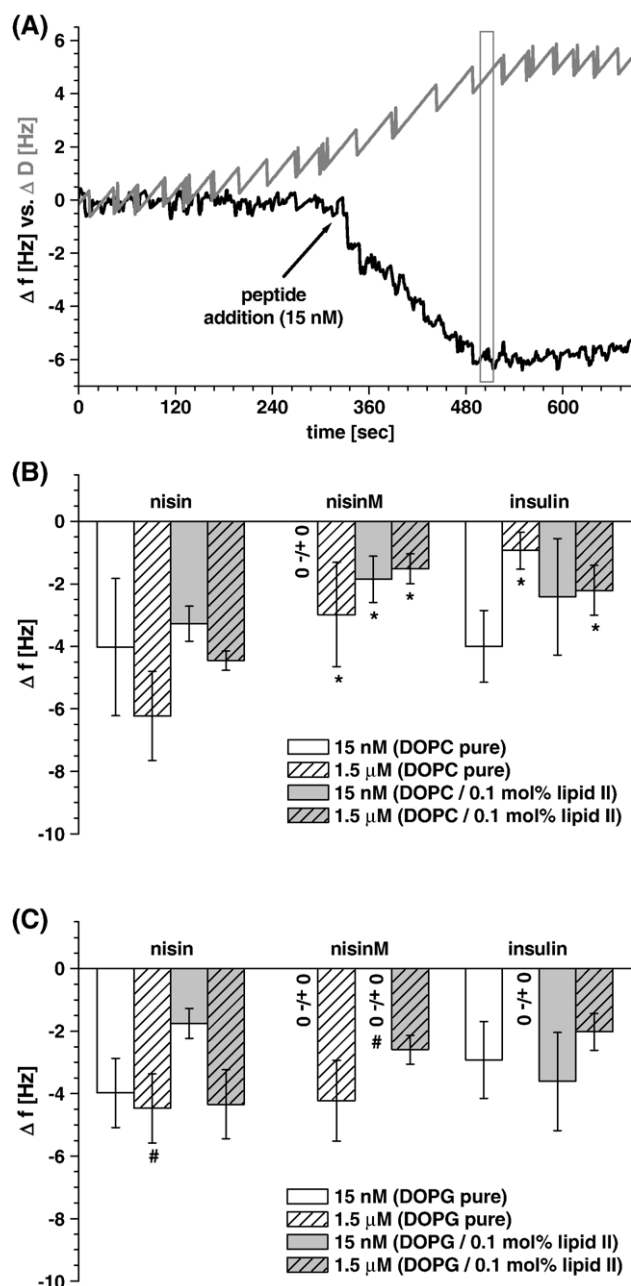 (A)
Δ f [Hz] vs. Δ D [Hz]
6
4
2
0
-2
-4
-6
peptide
addition (15 nM)
0 120 240 360 480 600
time [sec]
(B)
nisin nisinM insulin
Δ f [Hz]
0
-2
-4
-6
-8
-10
0 -/+ 0
* * * * *
15 nM (DOPC pure)
1.5 μM (DOPC pure)
15 nM (DOPC / 0.1 mol% lipid II)
1.5 μM (DOPC / 0.1 mol% lipid II)
(C)
nisin nisinM insulin
Δ f [Hz]
0
-2
-4
-6
-8
-10
0 -/+ 0 # 0 -/+ 0 0 -/+ 0
#
15 nM (DOPG pure)
1.5 μM (DOPG pure)
15 nM (DOPG / 0.1 mol% lipid II)
1.5 μM (DOPG / 0.1 mol% lipid II)